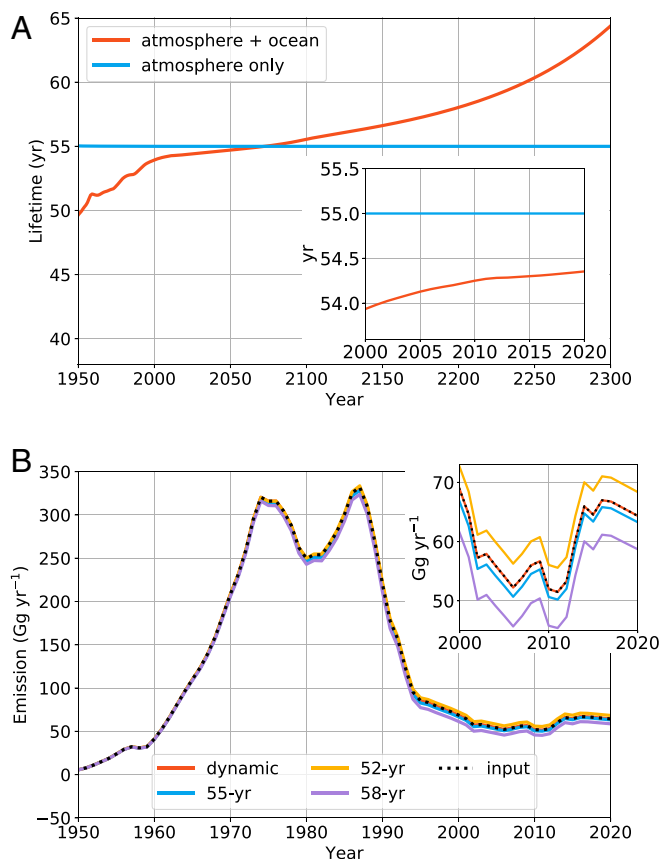 A
65
60
55
50
45
40
Lifetime (yr)
atmosphere + ocean
atmosphere only
55.5
55.0
54.5
54.0
yr
2000 2005 2010 2015 2020
1950 2000 2050 2100 2150 2200 2250 2300
Year
B
350
300
250
200
150
100
50
0
−50
Emission (Gg yr−1)
70
60
50
Gg yr−1
2000 2010 2020
dynamic 52-yr input
55-yr 58-yr
1950 1960 1970 1980 1990 2000 2010 2020
Year